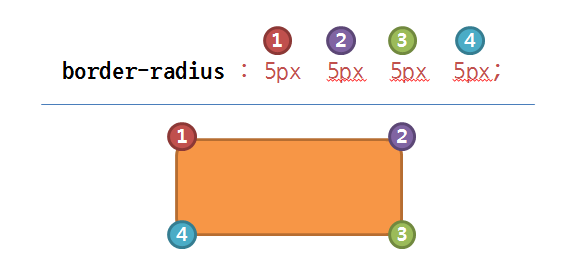 1 2 3 4
border-radius : 5px 5px 5px 5px;
1 2
4 3